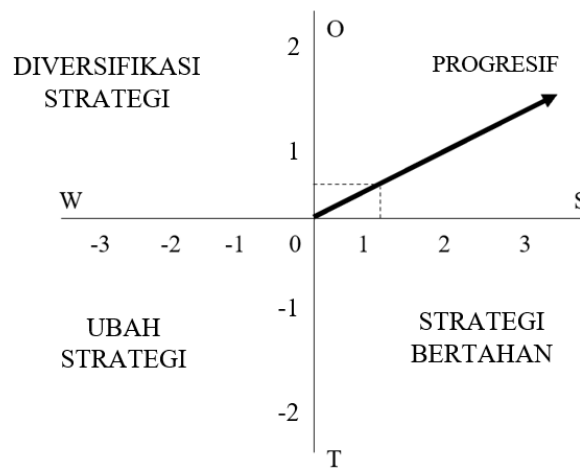 O
2
DIVERSIFIKASI
STRATEGI
PROGRESIF
1
W
S
-3 -2 -1 0 1 2 3
-1
UBAH
STRATEGI
STRATEGI
BERTAHAN
-2
T